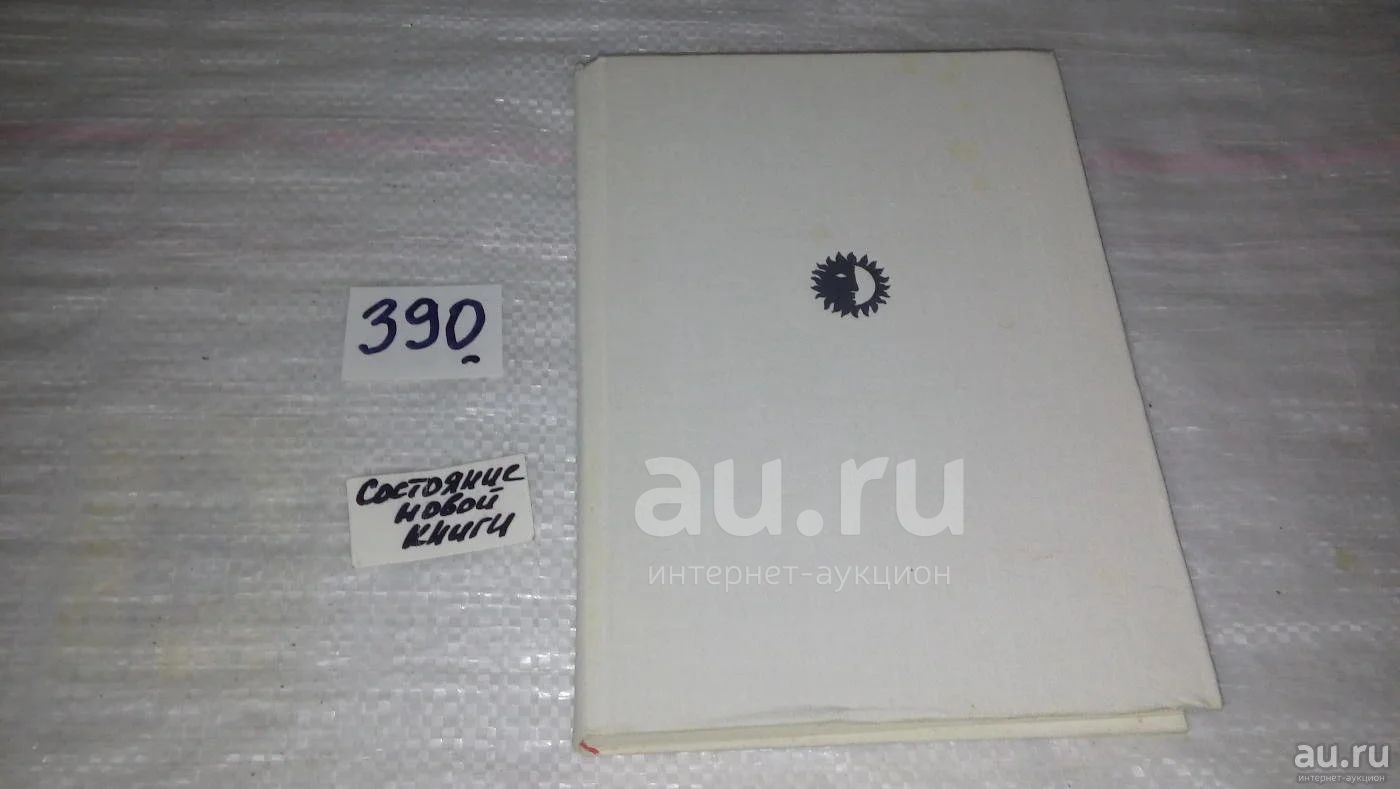 390
Состояние
новой
книги
au.ru
интернет-аукцион
au.ru
интернет-аукцион